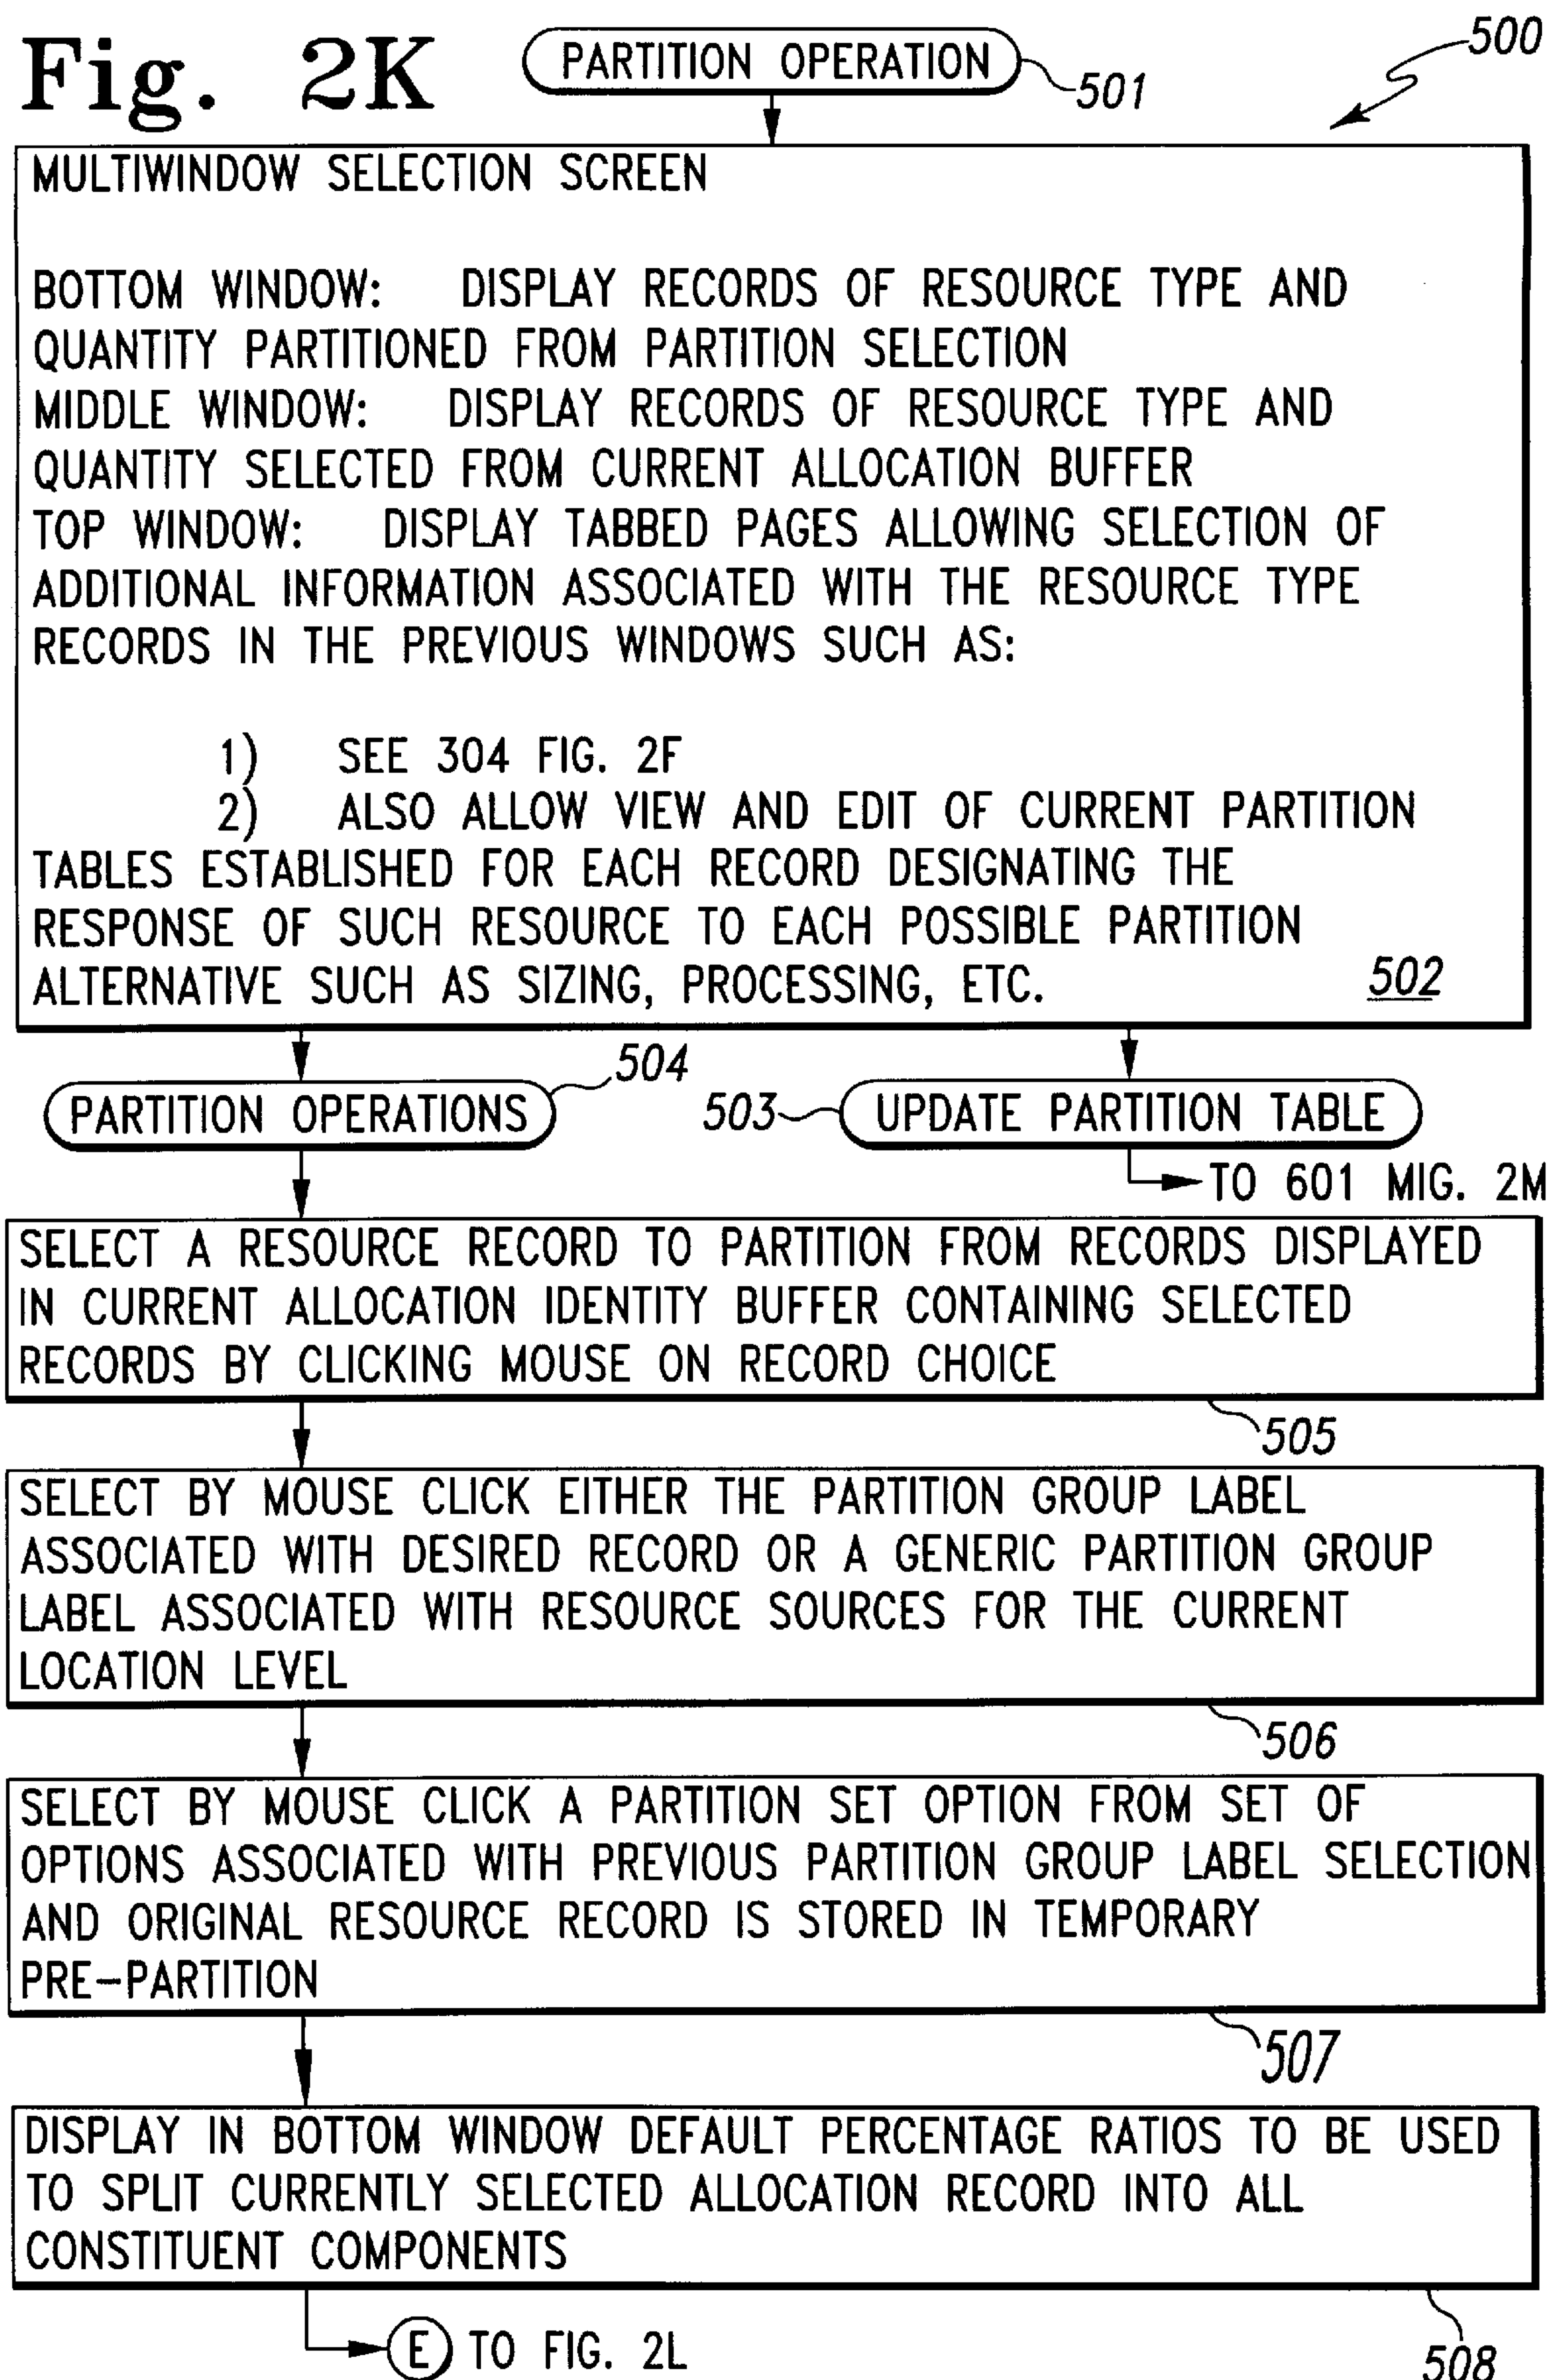 Fig. 2K
PARTITION OPERATION
500
501
MULTIWINDOW SELECTION SCREEN
BOTTOM WINDOW: DISPLAY RECORDS OF RESOURCE TYPE AND
QUANTITY PARTITIONED FROM PARTITION SELECTION
MIDDLE WINDOW: DISPLAY RECORDS OF RESOURCE TYPE AND
QUANTITY SELECTED FROM CURRENT ALLOCATION BUFFER
TOP WINDOW: DISPLAY TABBED PAGES ALLOWING SELECTION OF
ADDITIONAL INFORMATION ASSOCIATED WITH THE RESOURCE TYPE
RECORDS IN THE PREVIOUS WINDOWS SUCH AS:
1) SEE 304 FIG. 2F
2) ALSO ALLOW VIEW AND EDIT OF CURRENT PARTITION
TABLES ESTABLISHED FOR EACH RECORD DESIGNATING THE
RESPONSE OF SUCH RESOURCE TO EACH POSSIBLE PARTITION
ALTERNATIVE SUCH AS SIZING, PROCESSING, ETC.
502
504
PARTITION OPERATIONS
503
UPDATE PARTITION TABLE
TO 601 MIG. 2M
SELECT A RESOURCE RECORD TO PARTITION FROM RECORDS DISPLAYED
IN CURRENT ALLOCATION IDENTITY BUFFER CONTAINING SELECTED
RECORDS BY CLICKING MOUSE ON RECORD CHOICE
505
SELECT BY MOUSE CLICK EITHER THE PARTITION GROUP LABEL
ASSOCIATED WITH DESIRED RECORD OR A GENERIC PARTITION GROUP
LABEL ASSOCIATED WITH RESOURCE SOURCES FOR THE CURRENT
LOCATION LEVEL
506
SELECT BY MOUSE CLICK A PARTITION SET OPTION FROM SET OF
OPTIONS ASSOCIATED WITH PREVIOUS PARTITION GROUP LABEL SELECTION
AND ORIGINAL RESOURCE RECORD IS STORED IN TEMPORARY
PRE-PARTITION
507
DISPLAY IN BOTTOM WINDOW DEFAULT PERCENTAGE RATIOS TO BE USED
TO SPLIT CURRENTLY SELECTED ALLOCATION RECORD INTO ALL
CONSTITUENT COMPONENTS
E TO FIG. 2L
508